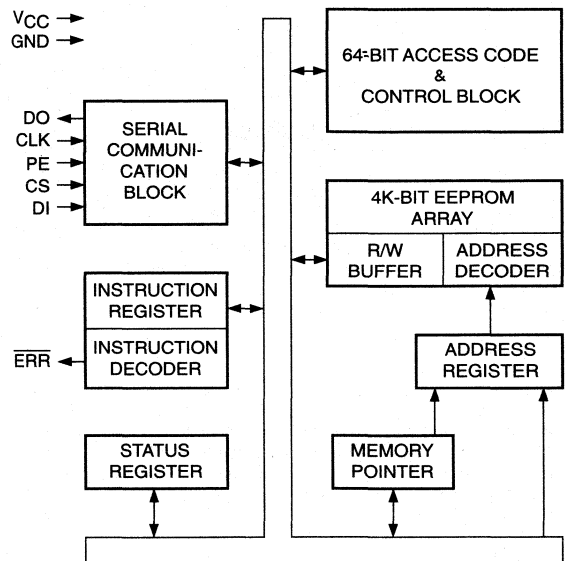 VCC
GND
DO
CLK
PE
CS
DI
SERIAL
COMMUNI-
CATION
BLOCK
64-BIT ACCESS CODE
&
CONTROL BLOCK
4K-BIT EEPROM
ARRAY
R/W
BUFFER
ADDRESS
DECODER
INSTRUCTION
REGISTER
INSTRUCTION
DECODER
ERR
ADDRESS
REGISTER
STATUS
REGISTER
MEMORY
POINTER